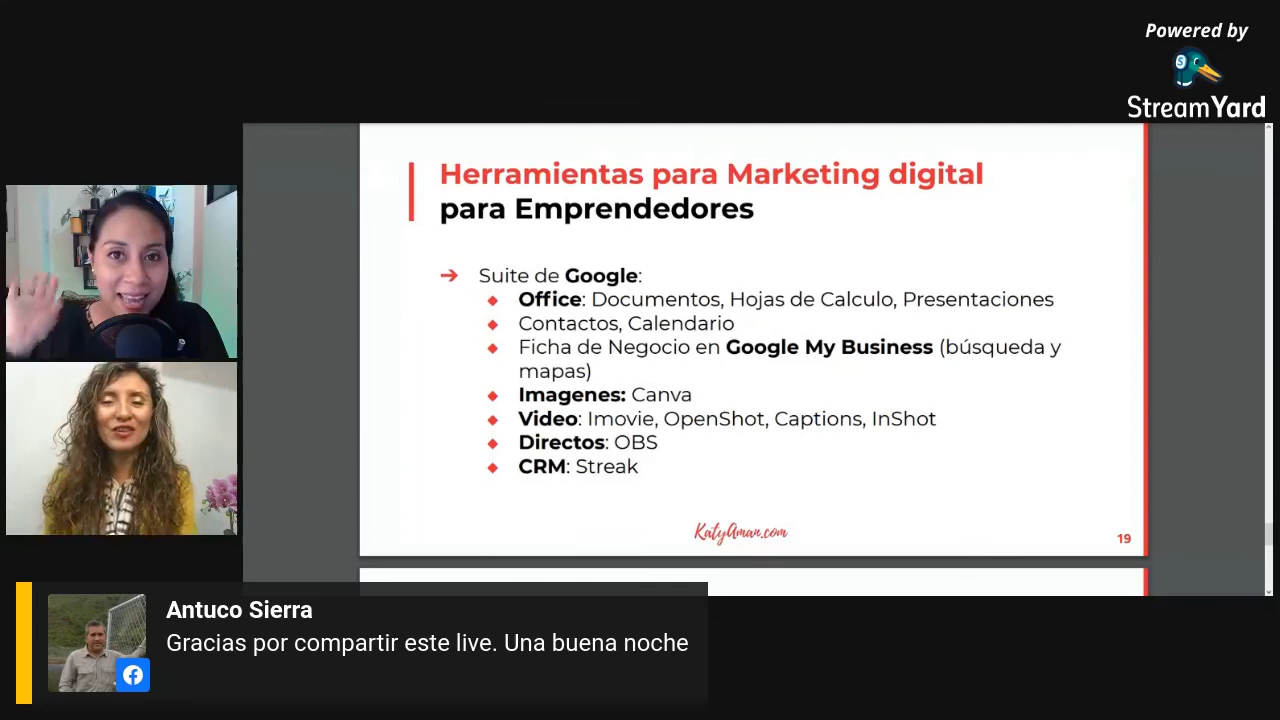 Powered by
StreamYard
Herramientas para Marketing digital
para Emprendedores
➔ Suite de Google:
◆ Office: Documentos, Hojas de Calculo, Presentaciones
◆ Contactos, Calendario
◆ Ficha de Negocio en Google My Business (búsqueda y
mapas)
◆ Imagenes: Canva
◆ Video: Imovie, OpenShot, Captions, InShot
◆ Directos: OBS
◆ CRM: Streak
KatyAman.com
19
Antuco Sierra
Gracias por compartir este live. Una buena noche